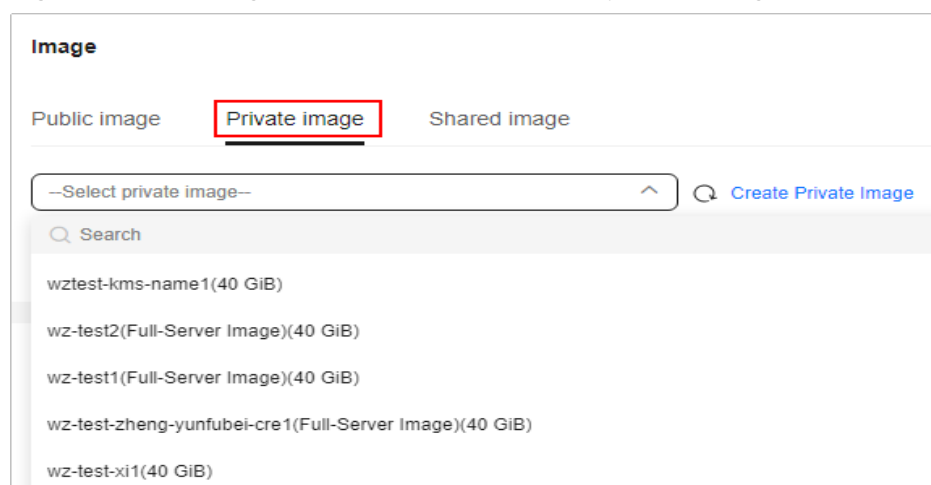 Image
Public image Private image Shared image
--Select private image-- Create Private Image
Search
wztest-kms-name1(40 GiB)
wz-test2(Full-Server Image)(40 GiB)
wz-test1(Full-Server Image)(40 GiB)
wz-test-zheng-yunfubei-cre1(Full-Server Image)(40 GiB)
wz-test-xi1(40 GiB)